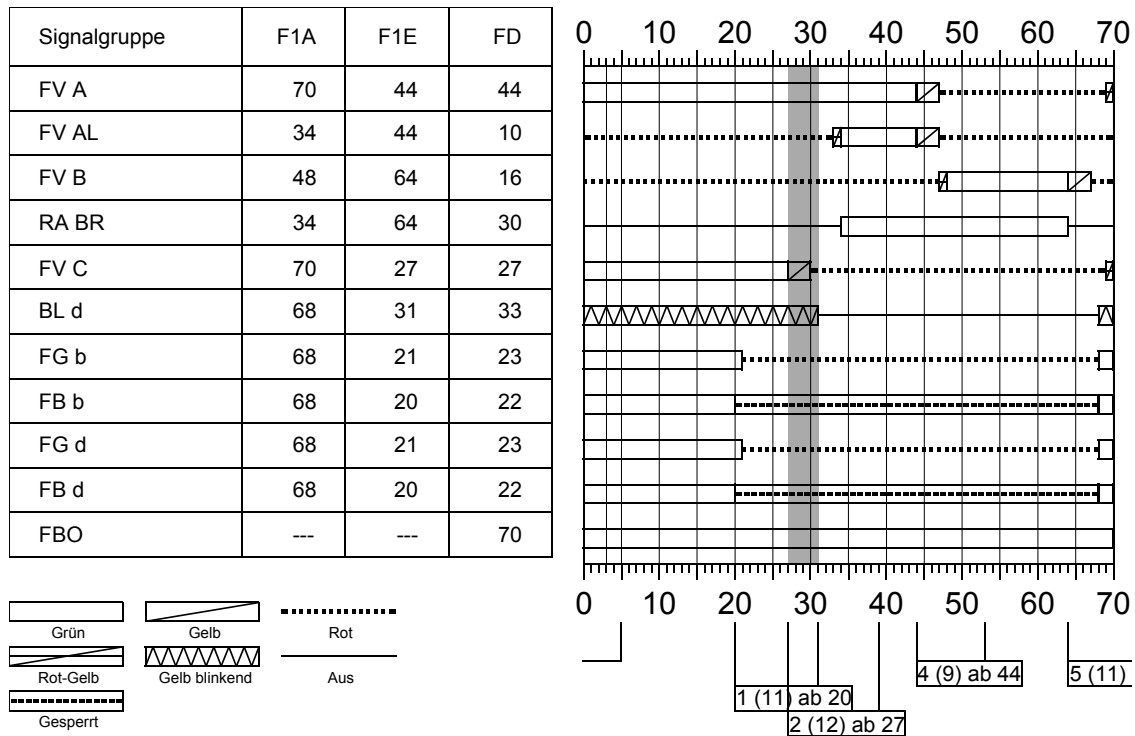 Signalgruppe F1A F1E FD
FV A 70 44 44
FV AL 34 44 10
FV B 48 64 16
RA BR 34 64 30
FV C 70 27 27
BL d 68 31 33
FG b 68 21 23
FB b 68 20 22
FG d 68 21 23
FB d 68 20 22
FBO --- --- 70
0 10 20 30 40 50 60 70
0 10 20 30 40 50 60 70
Grün Gelb Rot
Rot-Gelb Gelb blinkend Aus
Gesperrt
4 (9) ab 44
5 (11)
1 (11) ab 20
2 (12) ab 27